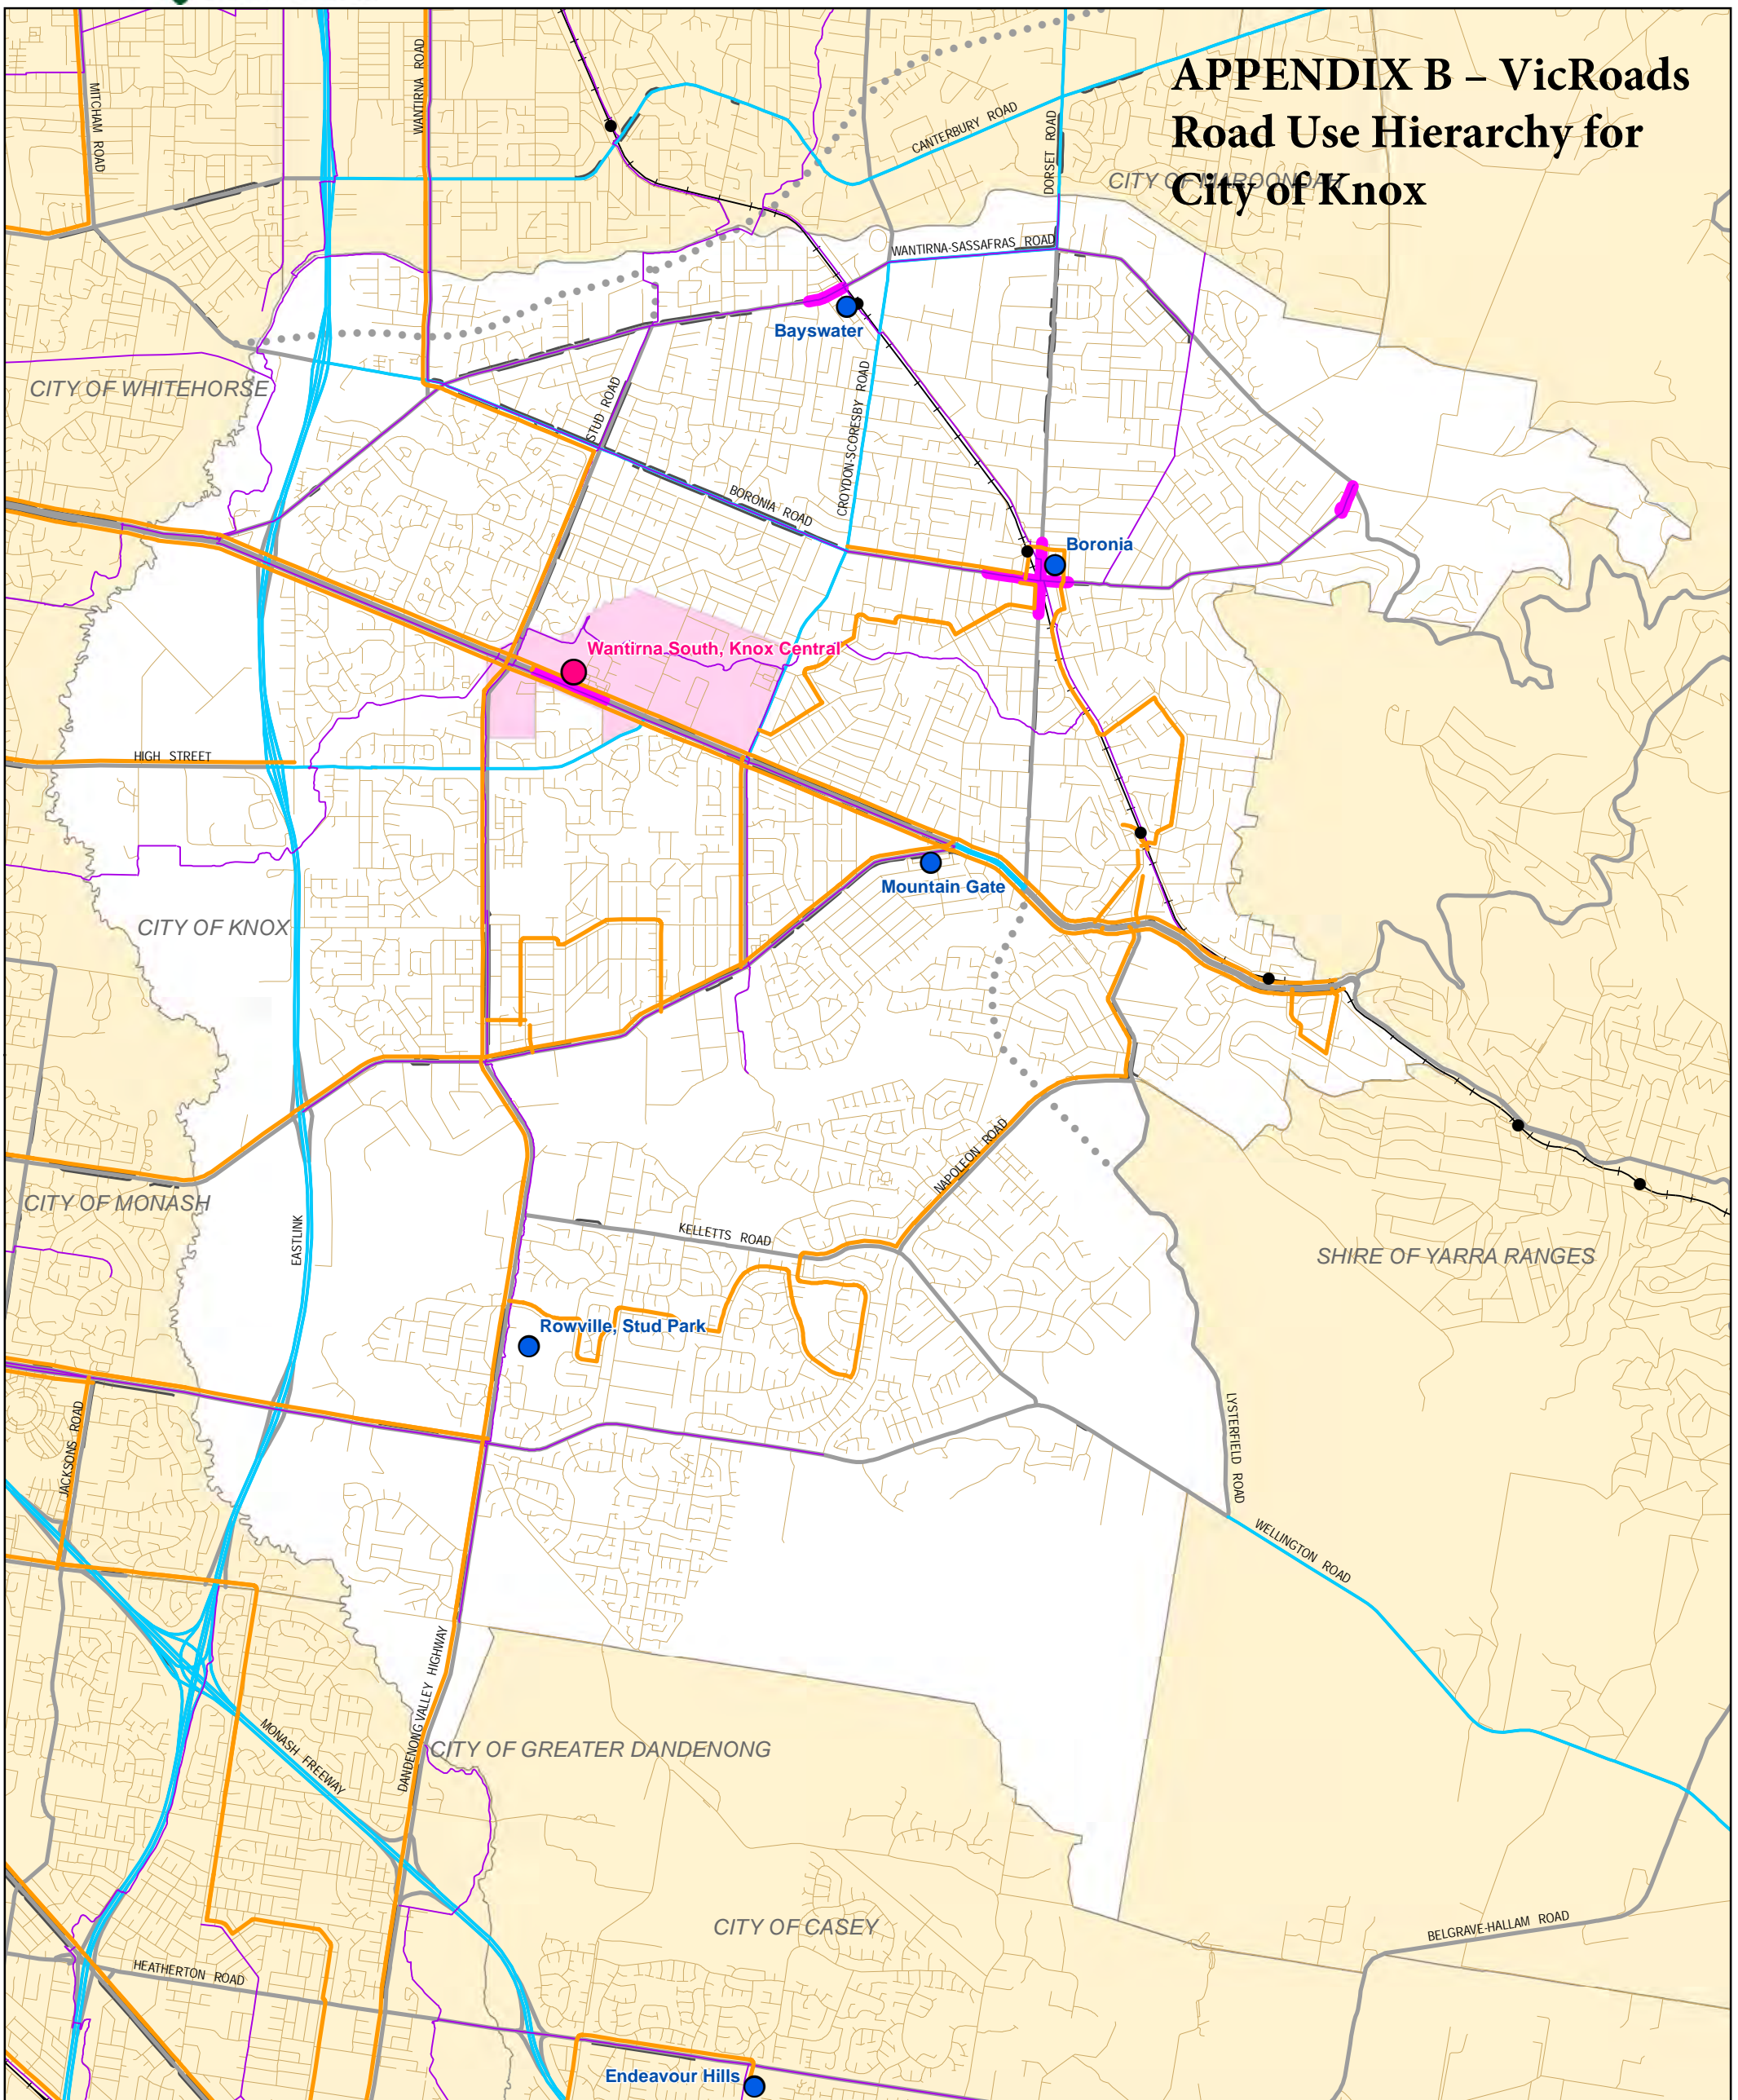 APPENDIX B – VicRoads
Road Use Hierarchy for
City of Knox
CITY OF MAROONDAH
MITCHAM ROAD
WANTIRNA ROAD
CANTERBURY ROAD
DORSET ROAD
WANTIRNA-SASSAFRAS ROAD
Bayswater
CITY OF WHITEHORSE
STUD ROAD
CROYDON-SCORESBY ROAD
BORONIA ROAD
Boronia
Wantirna South, Knox Central
HIGH STREET
Mountain Gate
CITY OF KNOX
NAPOLEON ROAD
CITY OF MONASH
EASTLINK
KELLETTS ROAD
SHIRE OF YARRA RANGES
Rowville, Stud Park
JACKSONS ROAD
LYSTERFIELD ROAD
WELLINGTON ROAD
DANDENONG VALLEY HIGHWAY
MONASH FREEWAY
CITY OF GREATER DANDENONG
CITY OF CASEY
BELGRAVE-HALLAM ROAD
HEATHERTON ROAD
Endeavour Hills